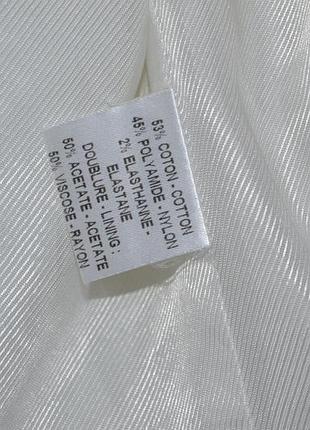 53% COTON - COTTON
45% POLYAMIDE - NYLON
2% ELASTHANNE -
ELASTANE
DOUBLURE - LINING :
50% ACETATE - ACETATE
50% VISCOSE - RAYON